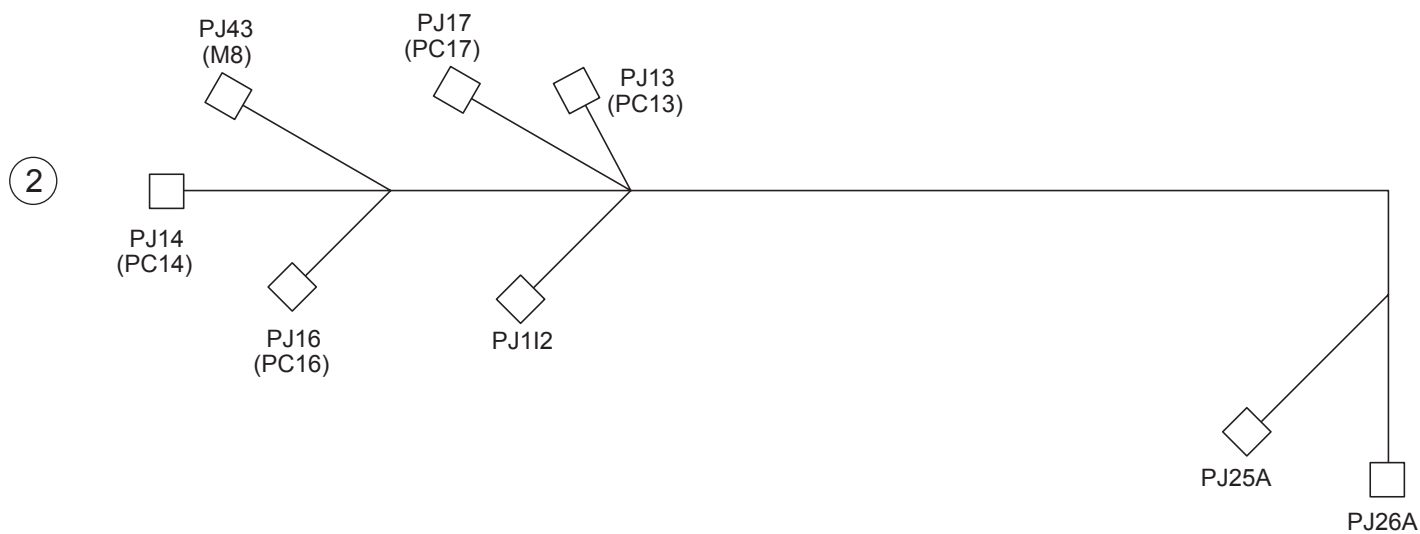 PJ43
(M8)
PJ17
(PC17)
PJ13
(PC13)
2
PJ14
(PC14)
PJ16
(PC16)
PJ1I2
PJ25A
PJ26A